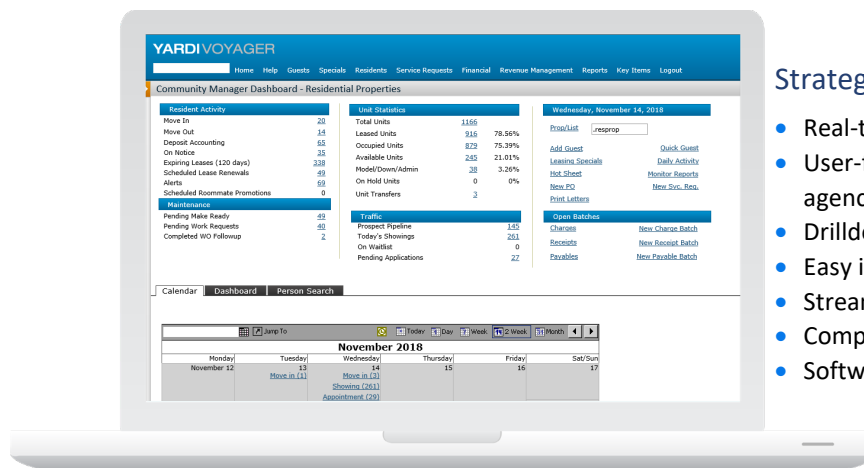 YARDI VOYAGER
Home Help Guests Specials Residents Service Requests Financial Revenue Management Reports Key Items Logout
Community Manager Dashboard - Residential Properties
Resident Activity
Move In 20
Move Out 14
Deposit Accounting 65
On Notice 35
Expiring Leases (120 days) 338
Scheduled Lease Renewals 49
Alerts 69
Scheduled Roommate Promotions 0
Maintenance
Pending Make Ready 49
Pending Work Requests 40
Completed WO Followup 2
Unit Statistics
Total Units 1166
Leased Units 916 78.56%
Occupied Units 879 75.39%
Available Units 245 21.01%
Model/Down/Admin 38 3.26%
On Hold Units 0 0%
Unit Transfers 3
Traffic
Prospect Pipeline 145
Today's Showings 261
On Waitlist 0
Pending Applications 27
Wednesday, November 14, 2018
Prop/List .resprop
Add Guest Quick Guest
Leasing Specials Daily Activity
Hot Sheet Monitor Reports
New PO New Svc. Req.
Print Letters
Open Batches
Charges New Charge Batch
Receipts New Receipt Batch
Payables New Payable Batch
Calendar Dashboard Person Search
Jump To Today Day Week 2 Week Month
November 2018
Monday Tuesday Wednesday Thursday Friday Sat/Sun
November 12 13 14 15 16 17
Move in (1) Move in (3)
Showing (261)
Appointment (29)
Strateg
Real-t
User-f
agenc
Drillde
Easy i
Strear
Comp
Softw